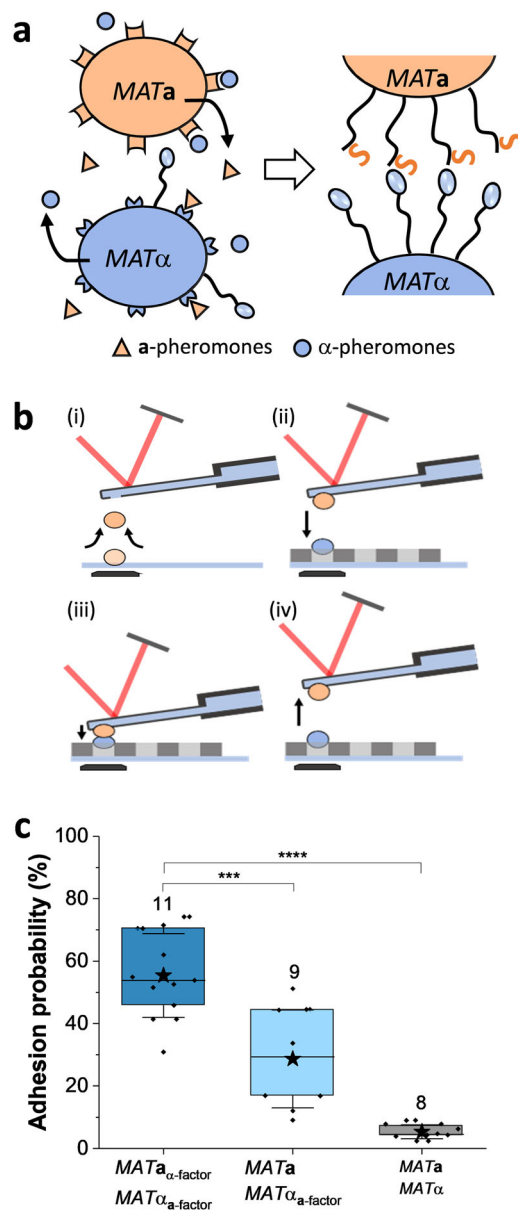 a
MATa
MATa
S S S S
MATα
MATα
a-pheromones α-pheromones
b
(i) (ii)
(iii) (iv)
c
Adhesion probability (%)
100
80
60
40
20
0
****
***
11
9
8
MATaα-factor
MATαa-factor
MATa
MATαa-factor
MATa
MATα